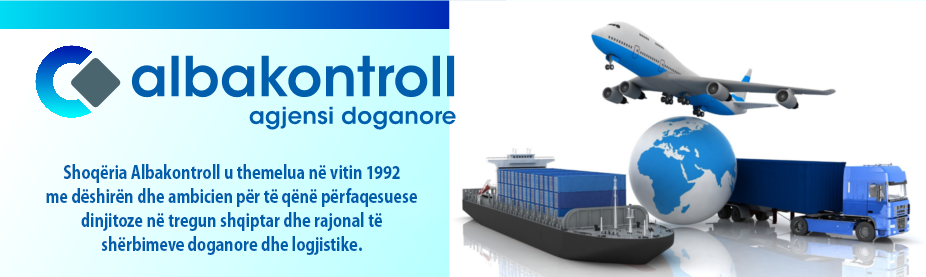 albakontroll
agjensi doganore
Shoqëria Albakontroll u themelua në vitin 1992
me dëshirën dhe ambicien për të qënë përfaqesuese
dinjitoze në tregun shqiptar dhe rajonal të
shërbimeve doganore dhe logjistike.